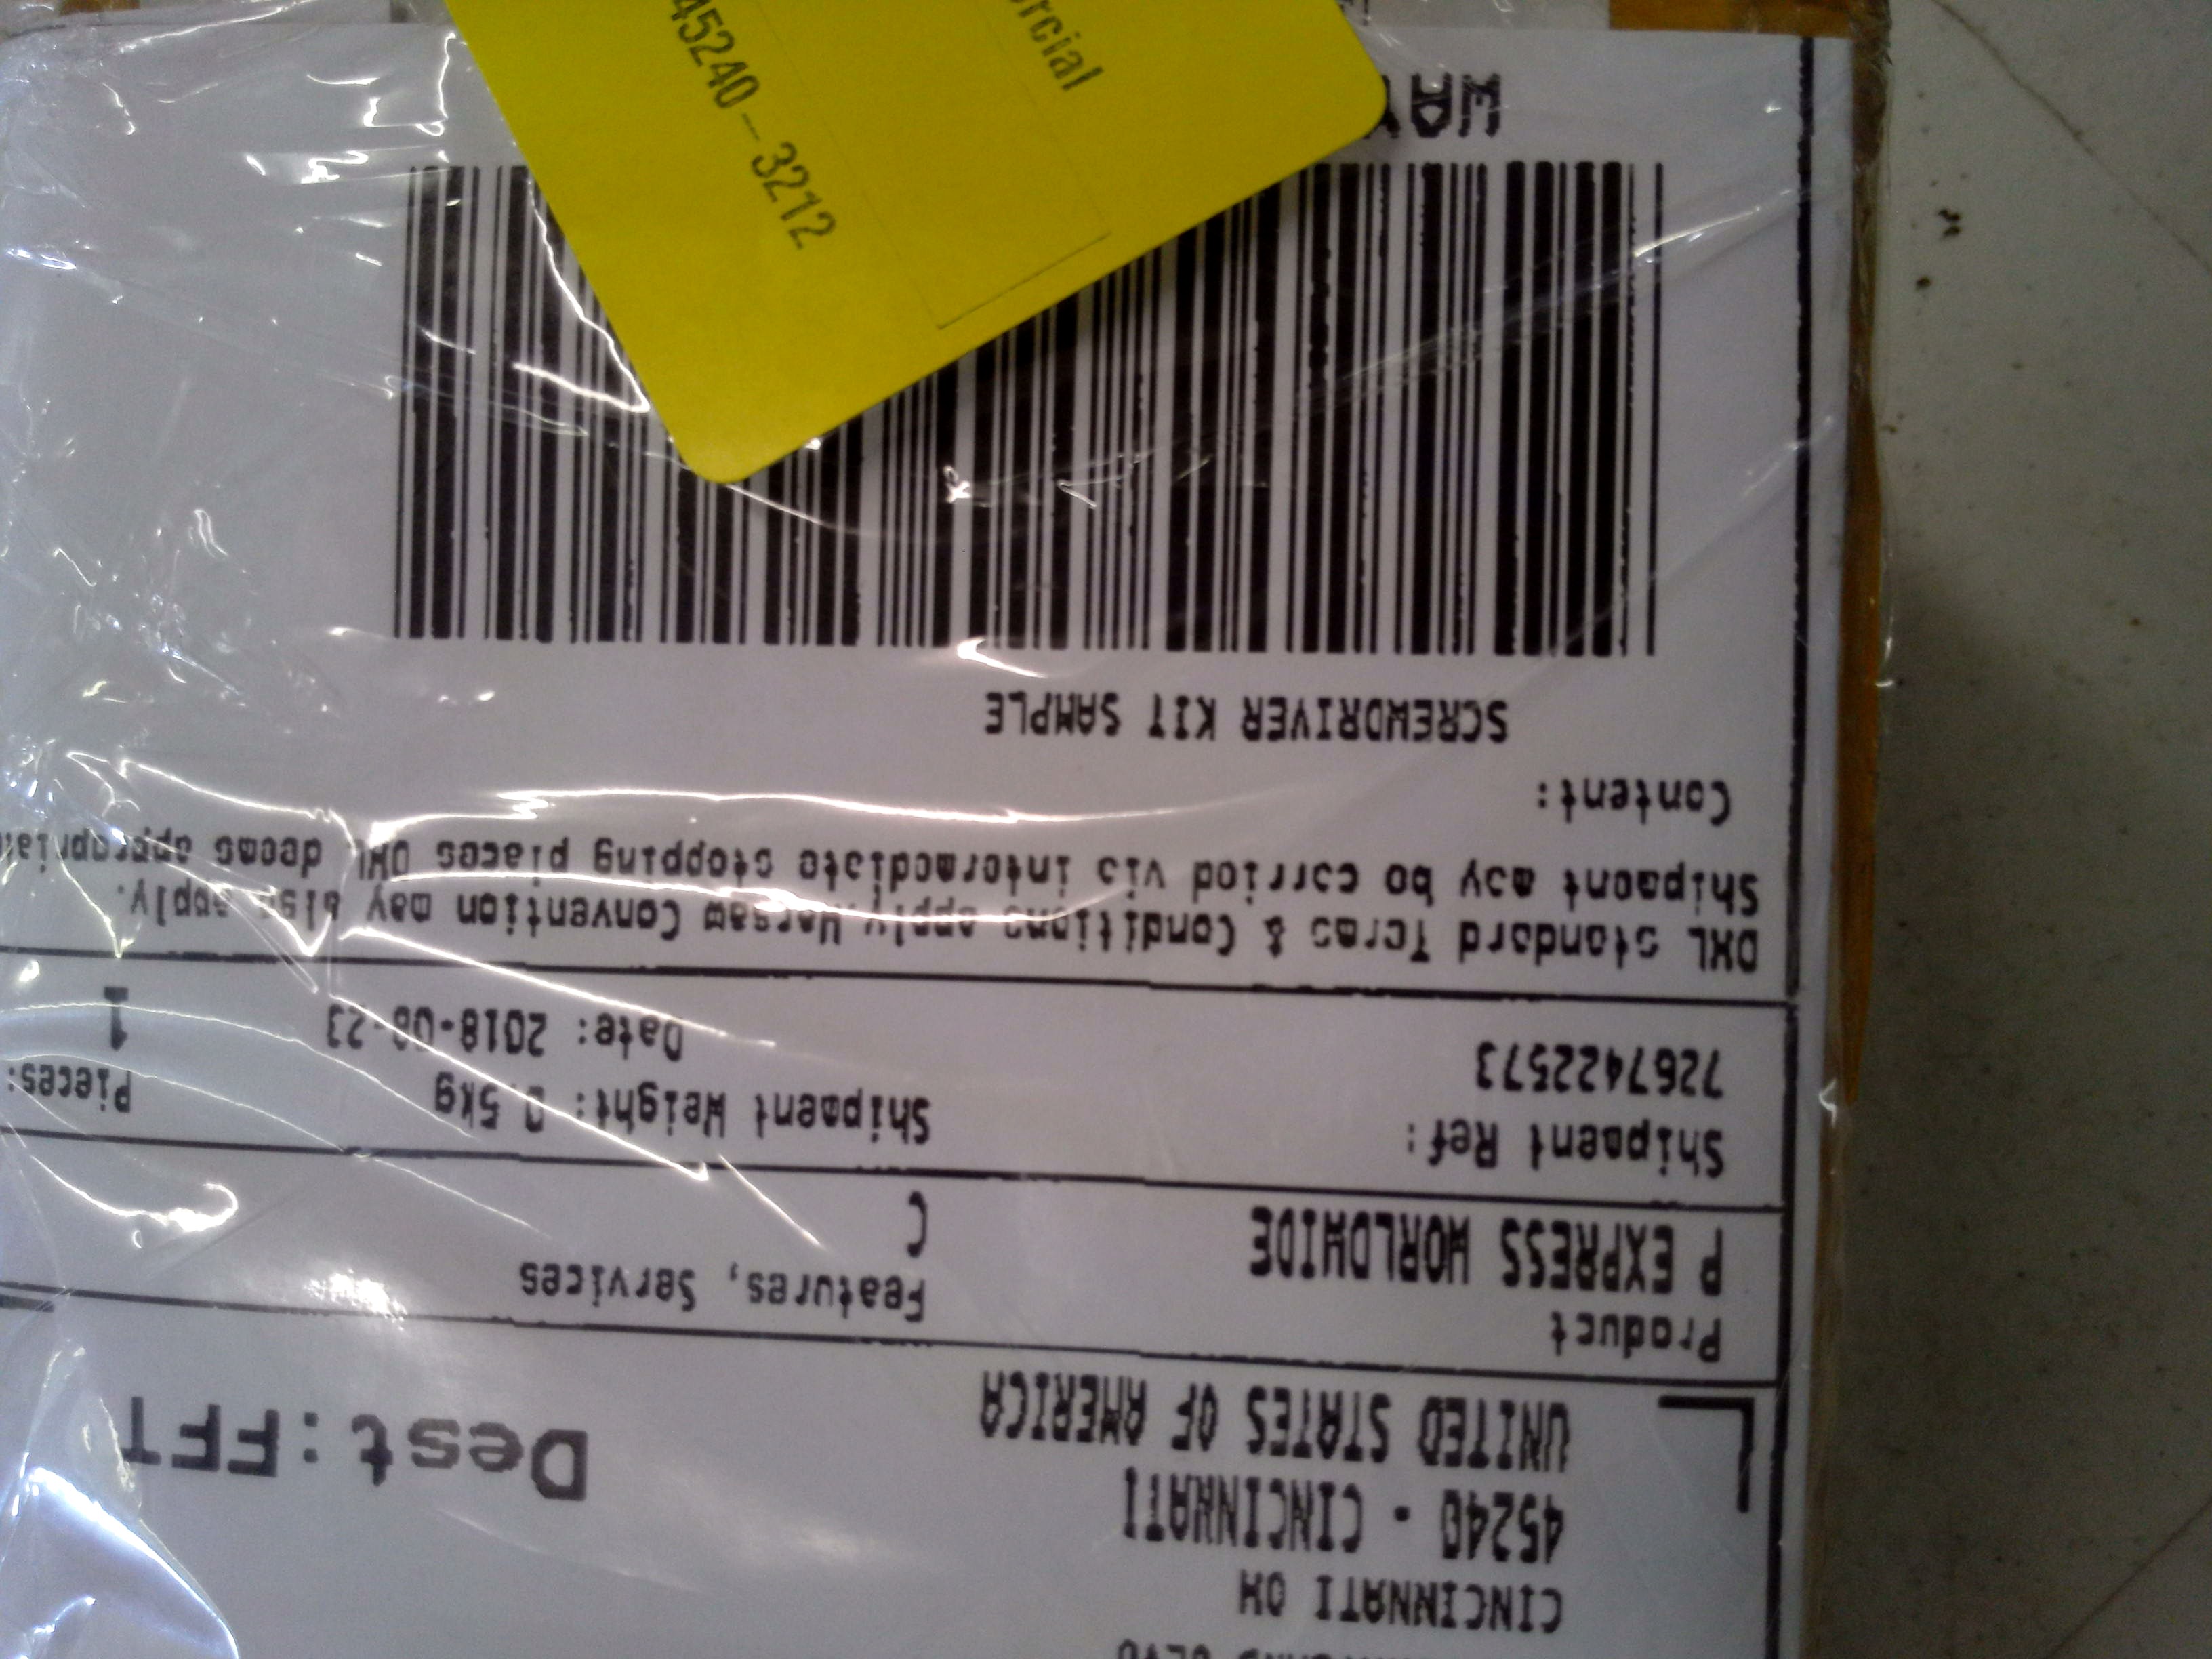 BLVD
CINCINNATI OH
45240 - CINCINNATI
UNITED STATES OF AMERICA
Dest:FFT
Product
P EXPRESS WORLDWIDE
Features, Services
C
Shipment Ref:
7267422573
Shipment Weight: 0.5kg
Date: 2018-08-23
Pieces:
1
DHL standard Terms & Conditions apply.Warsaw Convention may also apply.
Shipment may be carried via intermediate stopping places DHL deems
Content:
SCREWDRIVER KIT SAMPLE
45240-3212